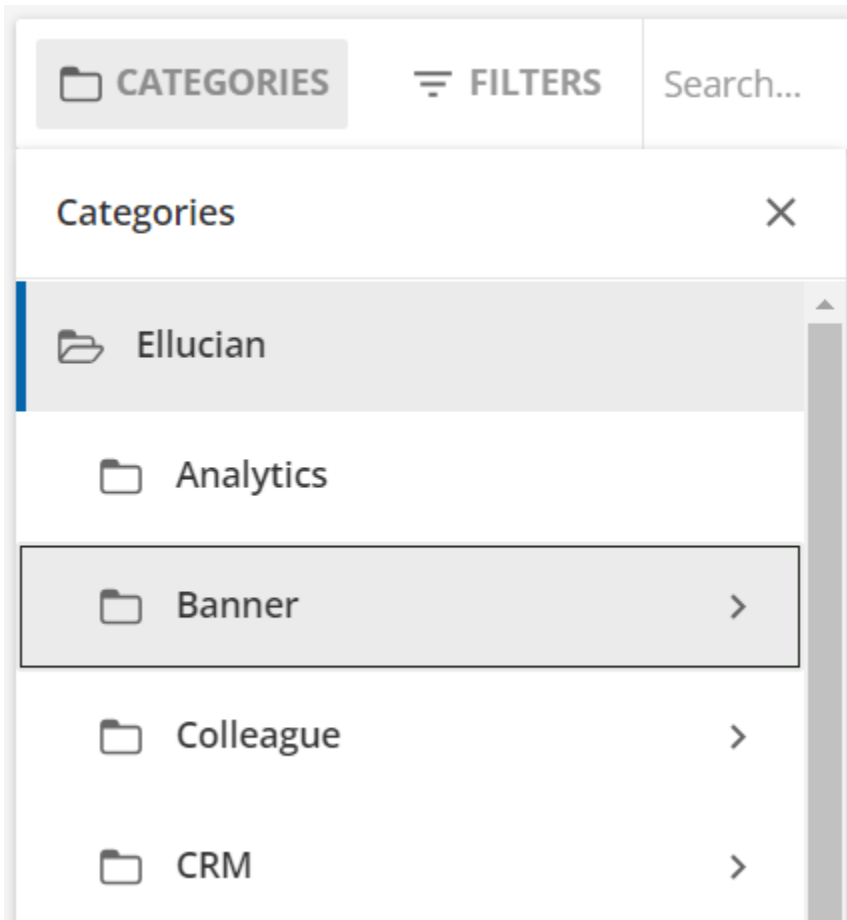 CATEGORIES FILTERS Search...
Categories
Ellucian
Analytics
Banner
Colleague
CRM